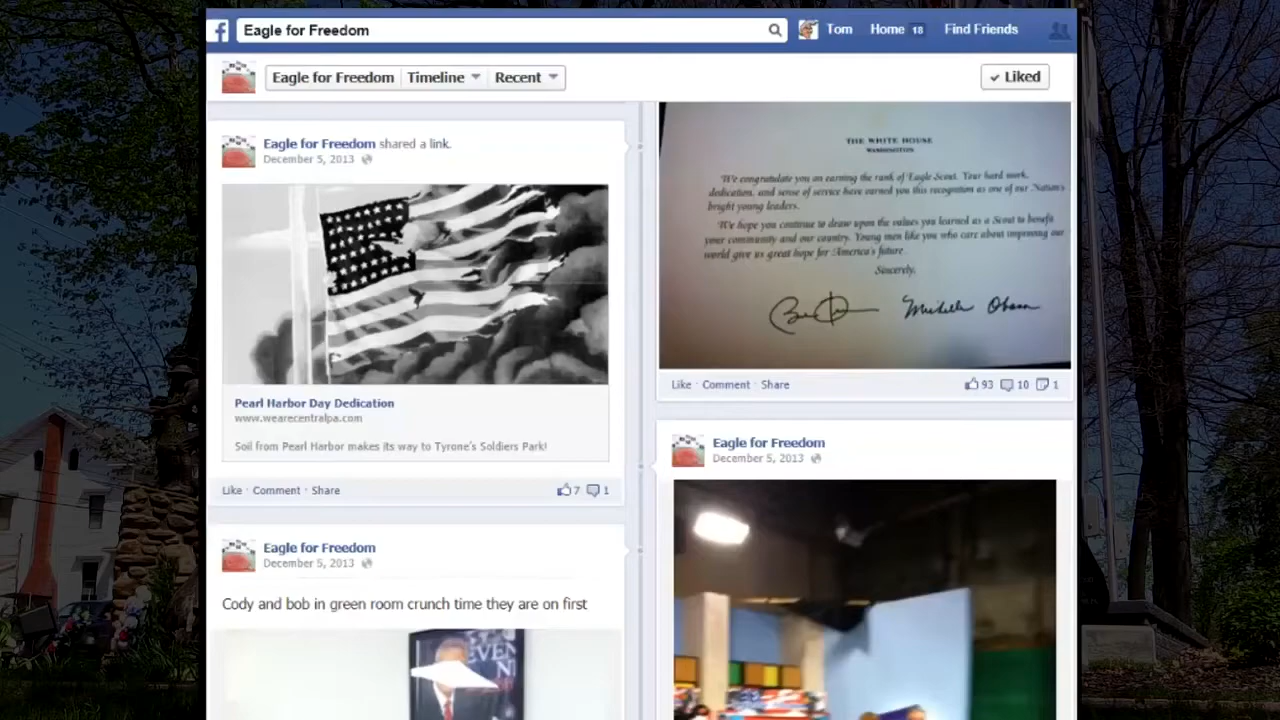 f Eagle for Freedom Tom Home 18 Find Friends
Eagle for Freedom Timeline Recent Liked
Eagle for Freedom shared a link.
December 5, 2013
Pearl Harbor Day Dedication
www.wearecentralpa.com
Soil from Pearl Harbor makes its way to Tyrone's Soldiers Park!
Like · Comment · Share 7 1
Eagle for Freedom
December 5, 2013
Cody and bob in green room crunch time they are on first
EVEN
THE WHITE HOUSE
WASHINGTON
We congratulate you on earning the rank of Eagle Scout. Your hard work,
dedication, and sense of service have earned you this recognition as one of our Nation's
bright young leaders.
We hope you continue to draw upon the values you learned as a Scout to benefit
your community and our country. Young men like you who care about improving our
world give us great hope for America's future.
Sincerely,
Michelle Obama
Like · Comment · Share 93 10 1
Eagle for Freedom
December 5, 2013